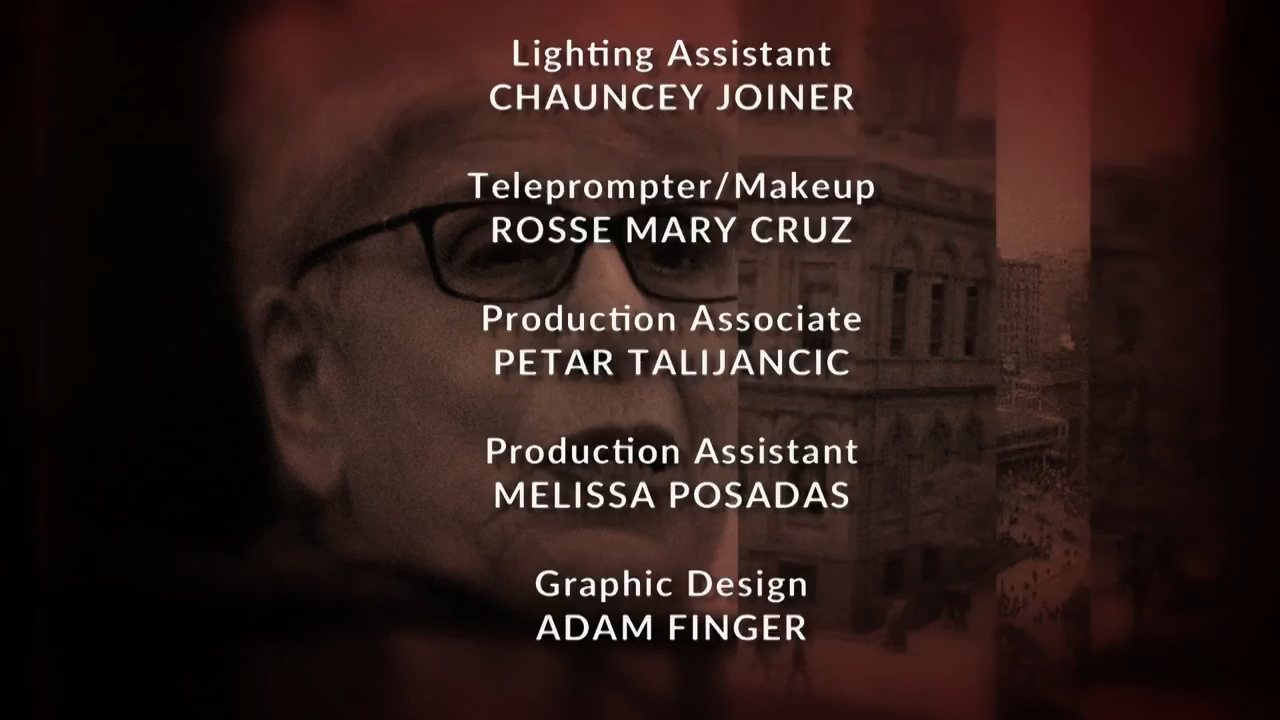 Lighting Assistant
CHAUNCEY JOINER
Teleprompter/Makeup
ROSSE MARY CRUZ
Production Associate
PETAR TALIJANCIC
Production Assistant
MELISSA POSADAS
Graphic Design
ADAM FINGER